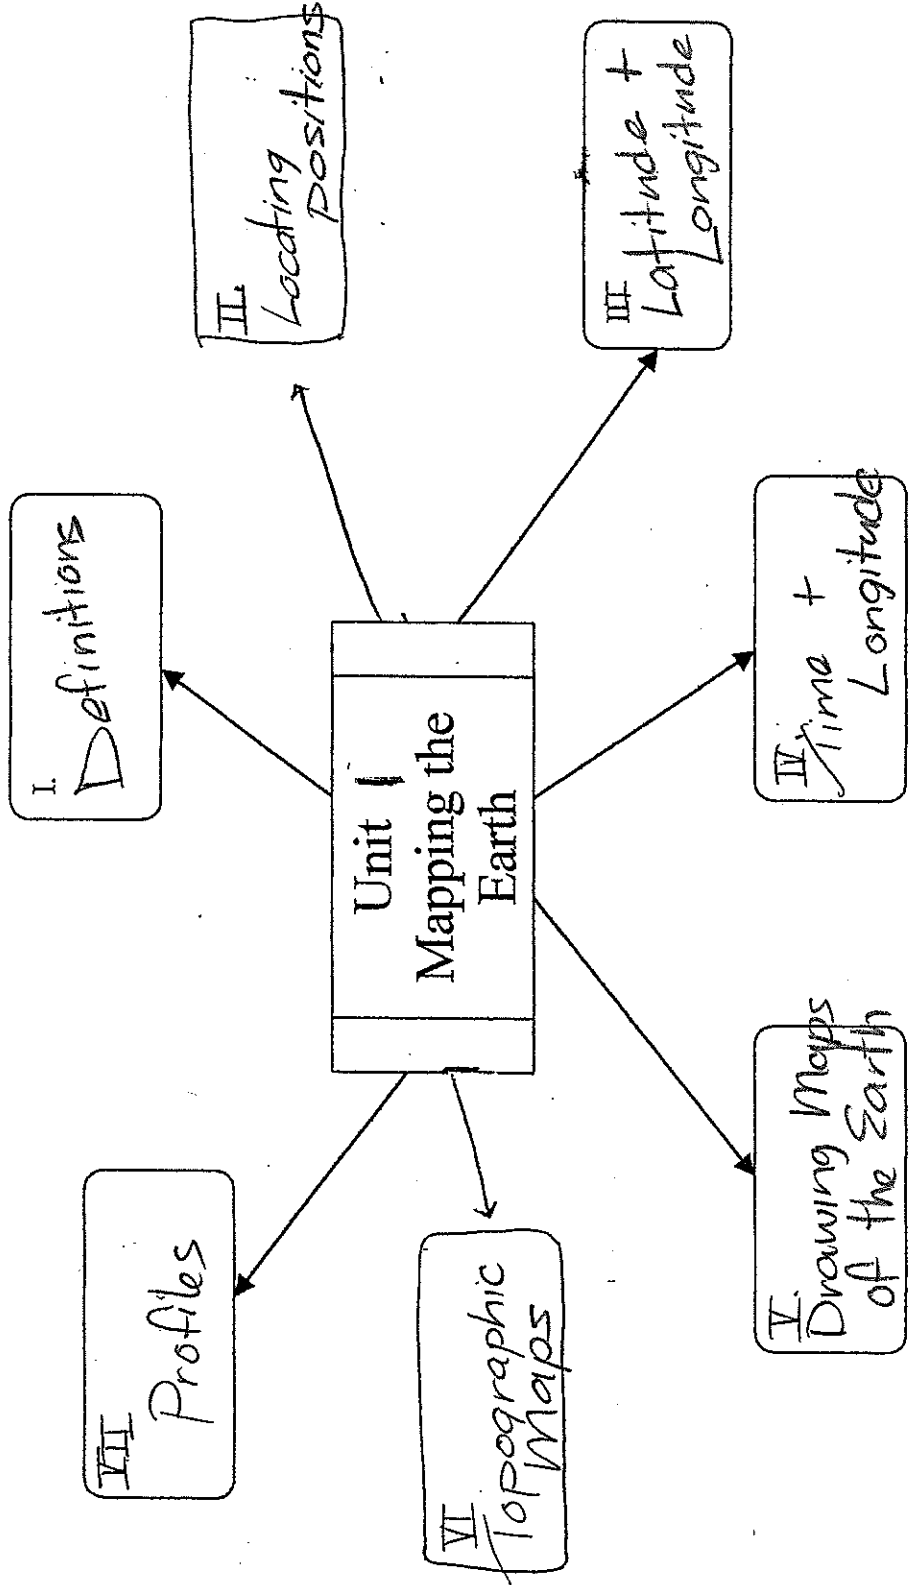 Unit 1
Mapping the
Earth
I.
Definitions
II.
Locating
positions
III
Latitude +
Longitude
IV.
Time +
Longitude
V.
Drawing Maps
of the Earth
VI
Topographic
Maps
VII
Profiles